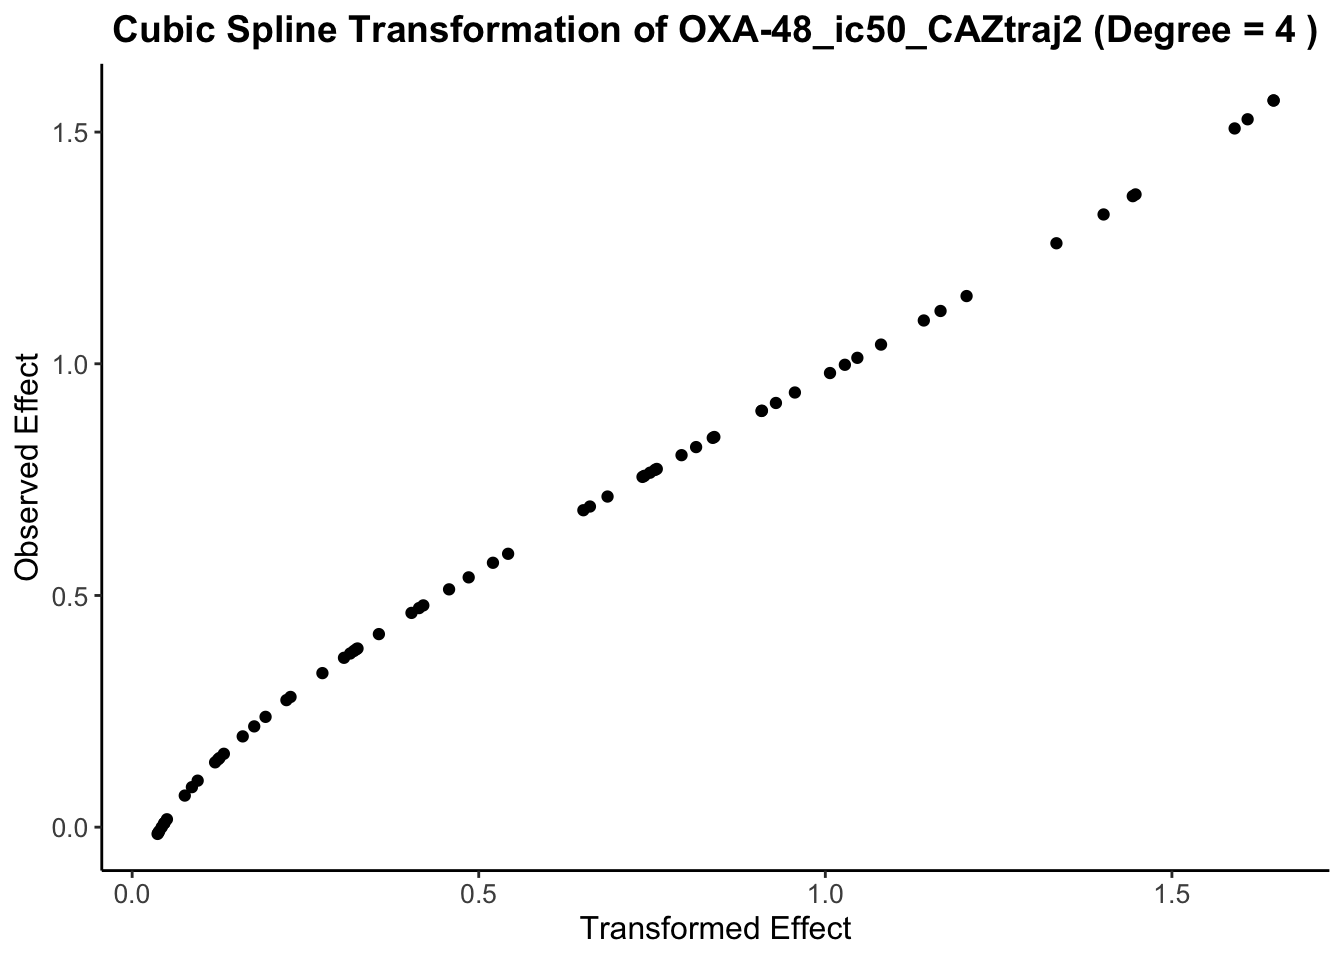 Cubic Spline Transformation of OXA-48_ic50_CAZtraj2 (Degree = 4 )
Observed Effect
1.5
1.0
0.5
0.0
0.0 0.5 1.0 1.5
Transformed Effect